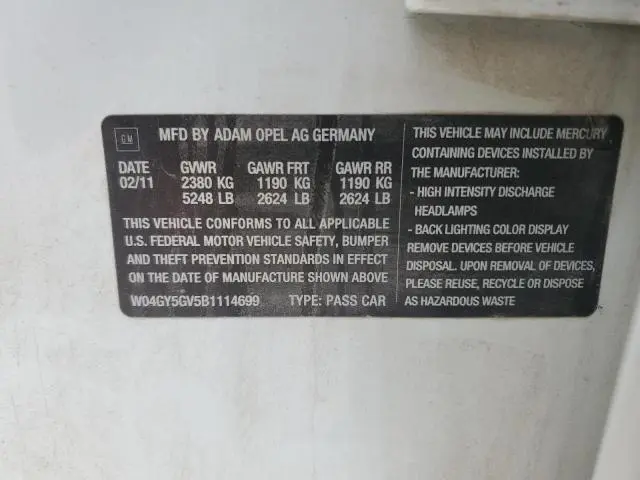 GM
MFD BY ADAM OPEL AG GERMANY
DATE GVWR GAWR FRT GAWR RR
02/11 2380 KG 1190 KG 1190 KG
5248 LB 2624 LB 2624 LB
THIS VEHICLE CONFORMS TO ALL APPLICABLE
U.S. FEDERAL MOTOR VEHICLE SAFETY, BUMPER
AND THEFT PREVENTION STANDARDS IN EFFECT
ON THE DATE OF MANUFACTURE SHOWN ABOVE
W04GY5GV5B1114699 TYPE: PASS CAR
THIS VEHICLE MAY INCLUDE MERCURY
CONTAINING DEVICES INSTALLED BY
THE MANUFACTURER:
- HIGH INTENSITY DISCHARGE
HEADLAMPS
- BACK LIGHTING COLOR DISPLAY
REMOVE DEVICES BEFORE VEHICLE
DISPOSAL. UPON REMOVAL OF DEVICES,
PLEASE REUSE, RECYCLE OR DISPOSE
AS HAZARDOUS WASTE